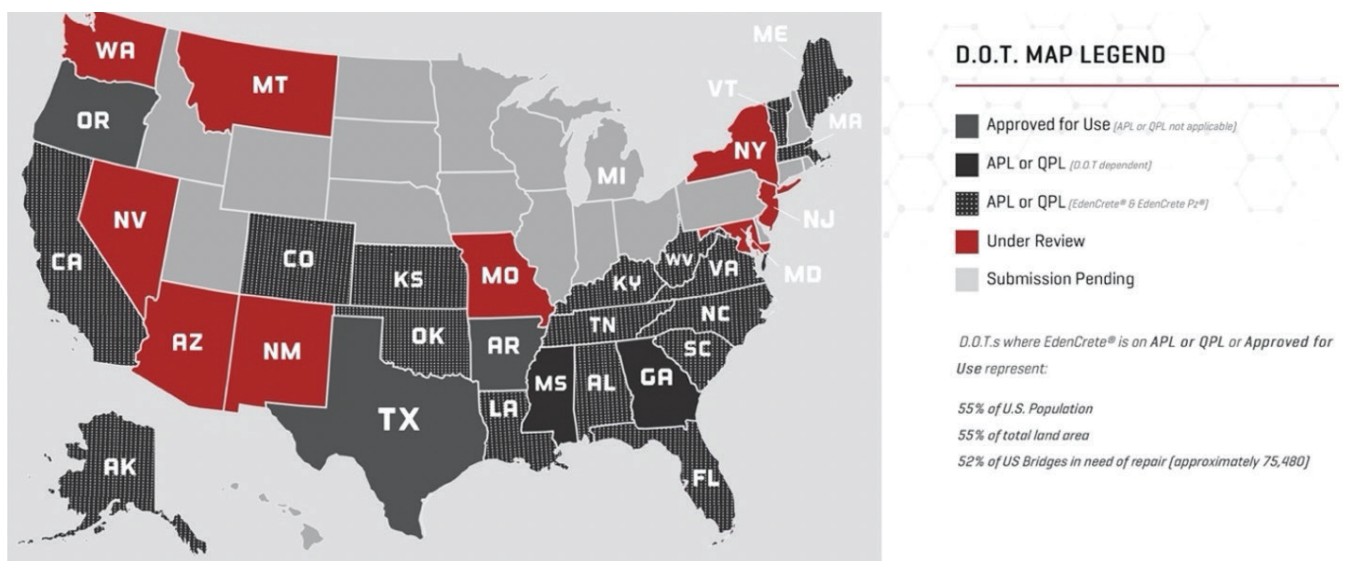 WA
MT
OR
ME
VT
MA
NY
MI
NV
NJ
CA
CO
KS
MO
KY
WV
VA
MD
AZ
NM
OK
AR
TN
NC
SC
TX
LA
MS
AL
GA
AK
FL
D.O.T. MAP LEGEND
Approved for Use (APL or QPL not applicable)
APL or QPL (D.O.T dependent)
APL or QPL (EdenCrete® & EdenCrete Pz®)
Under Review
Submission Pending
D.O.T.s where EdenCrete® is on APL or QPL or Approved for
Use represent:
55% of U.S. Population
55% of total land area
52% of US Bridges in need of repair (approximately 75,480)